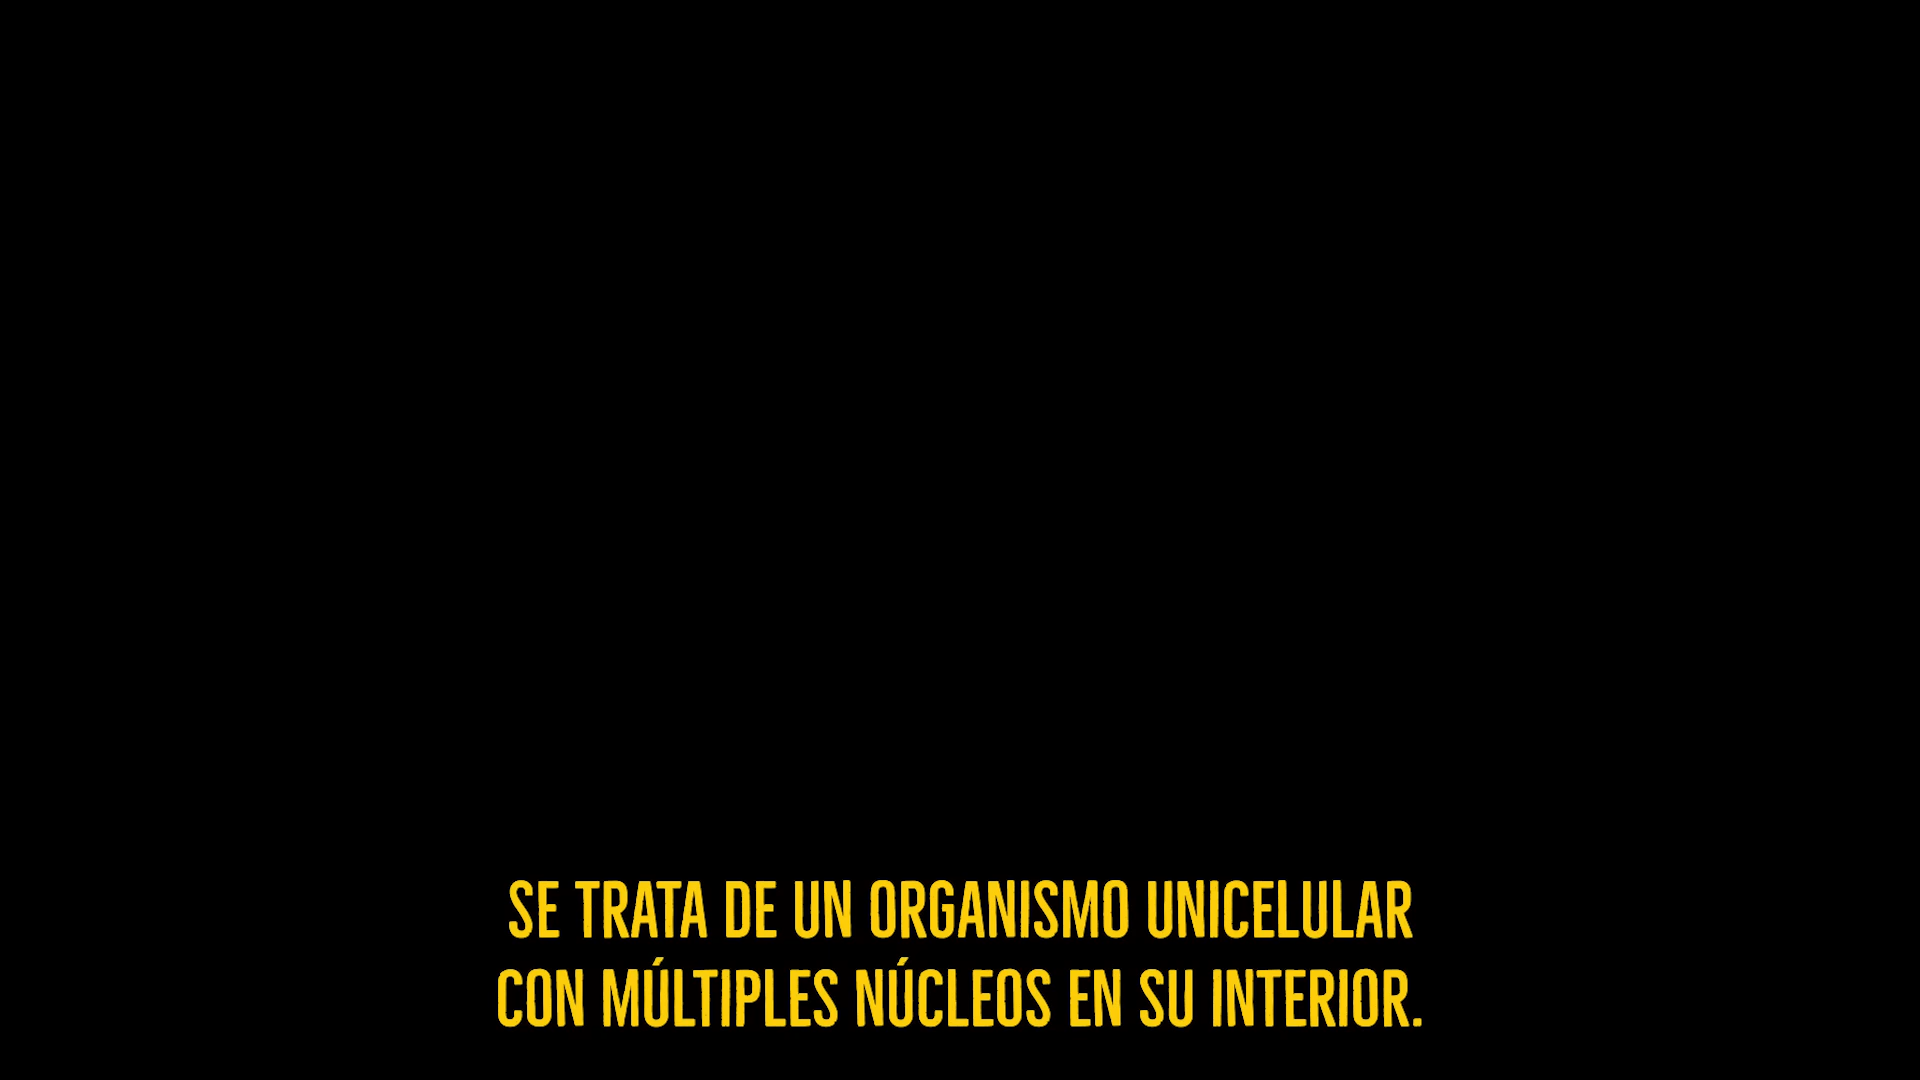 SE TRATA DE UN ORGANISMO UNICELULAR
CON MÚLTIPLES NÚCLEOS EN SU INTERIOR.